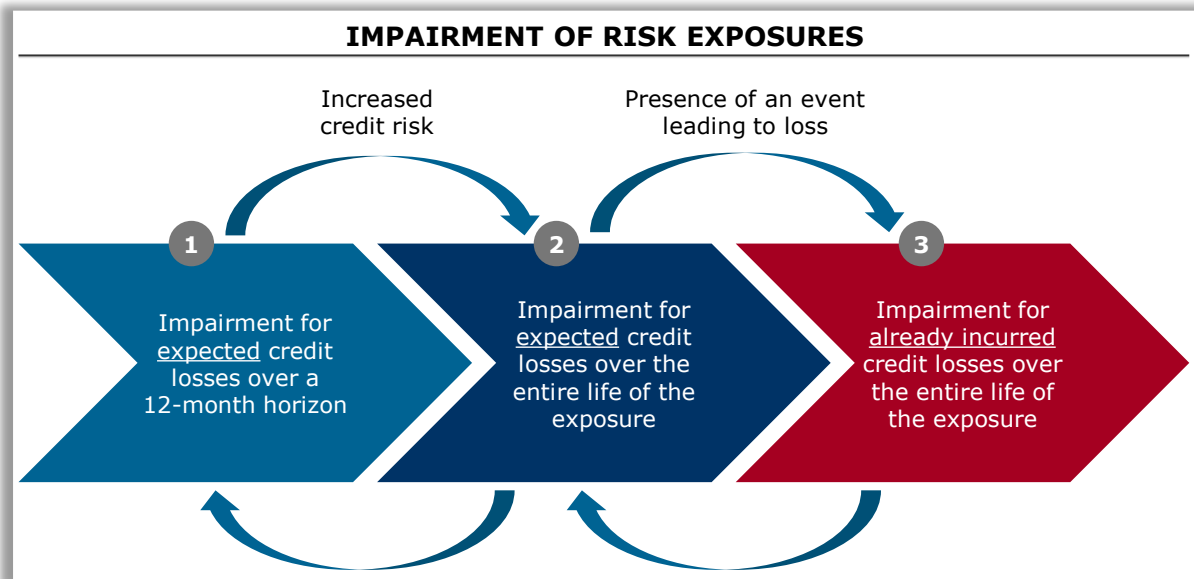 IMPAIRMENT OF RISK EXPOSURES
Increased
credit risk
Presence of an event
leading to loss
1
2
3
Impairment for
expected credit
losses over a
12-month horizon
Impairment for
expected credit
losses over the
entire life of the
exposure
Impairment for
already incurred
credit losses over
the entire life of
the exposure